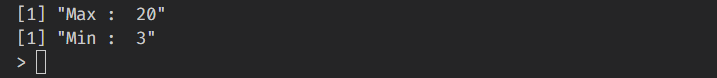 [1] "Max :  20"
[1] "Min :  3"
>